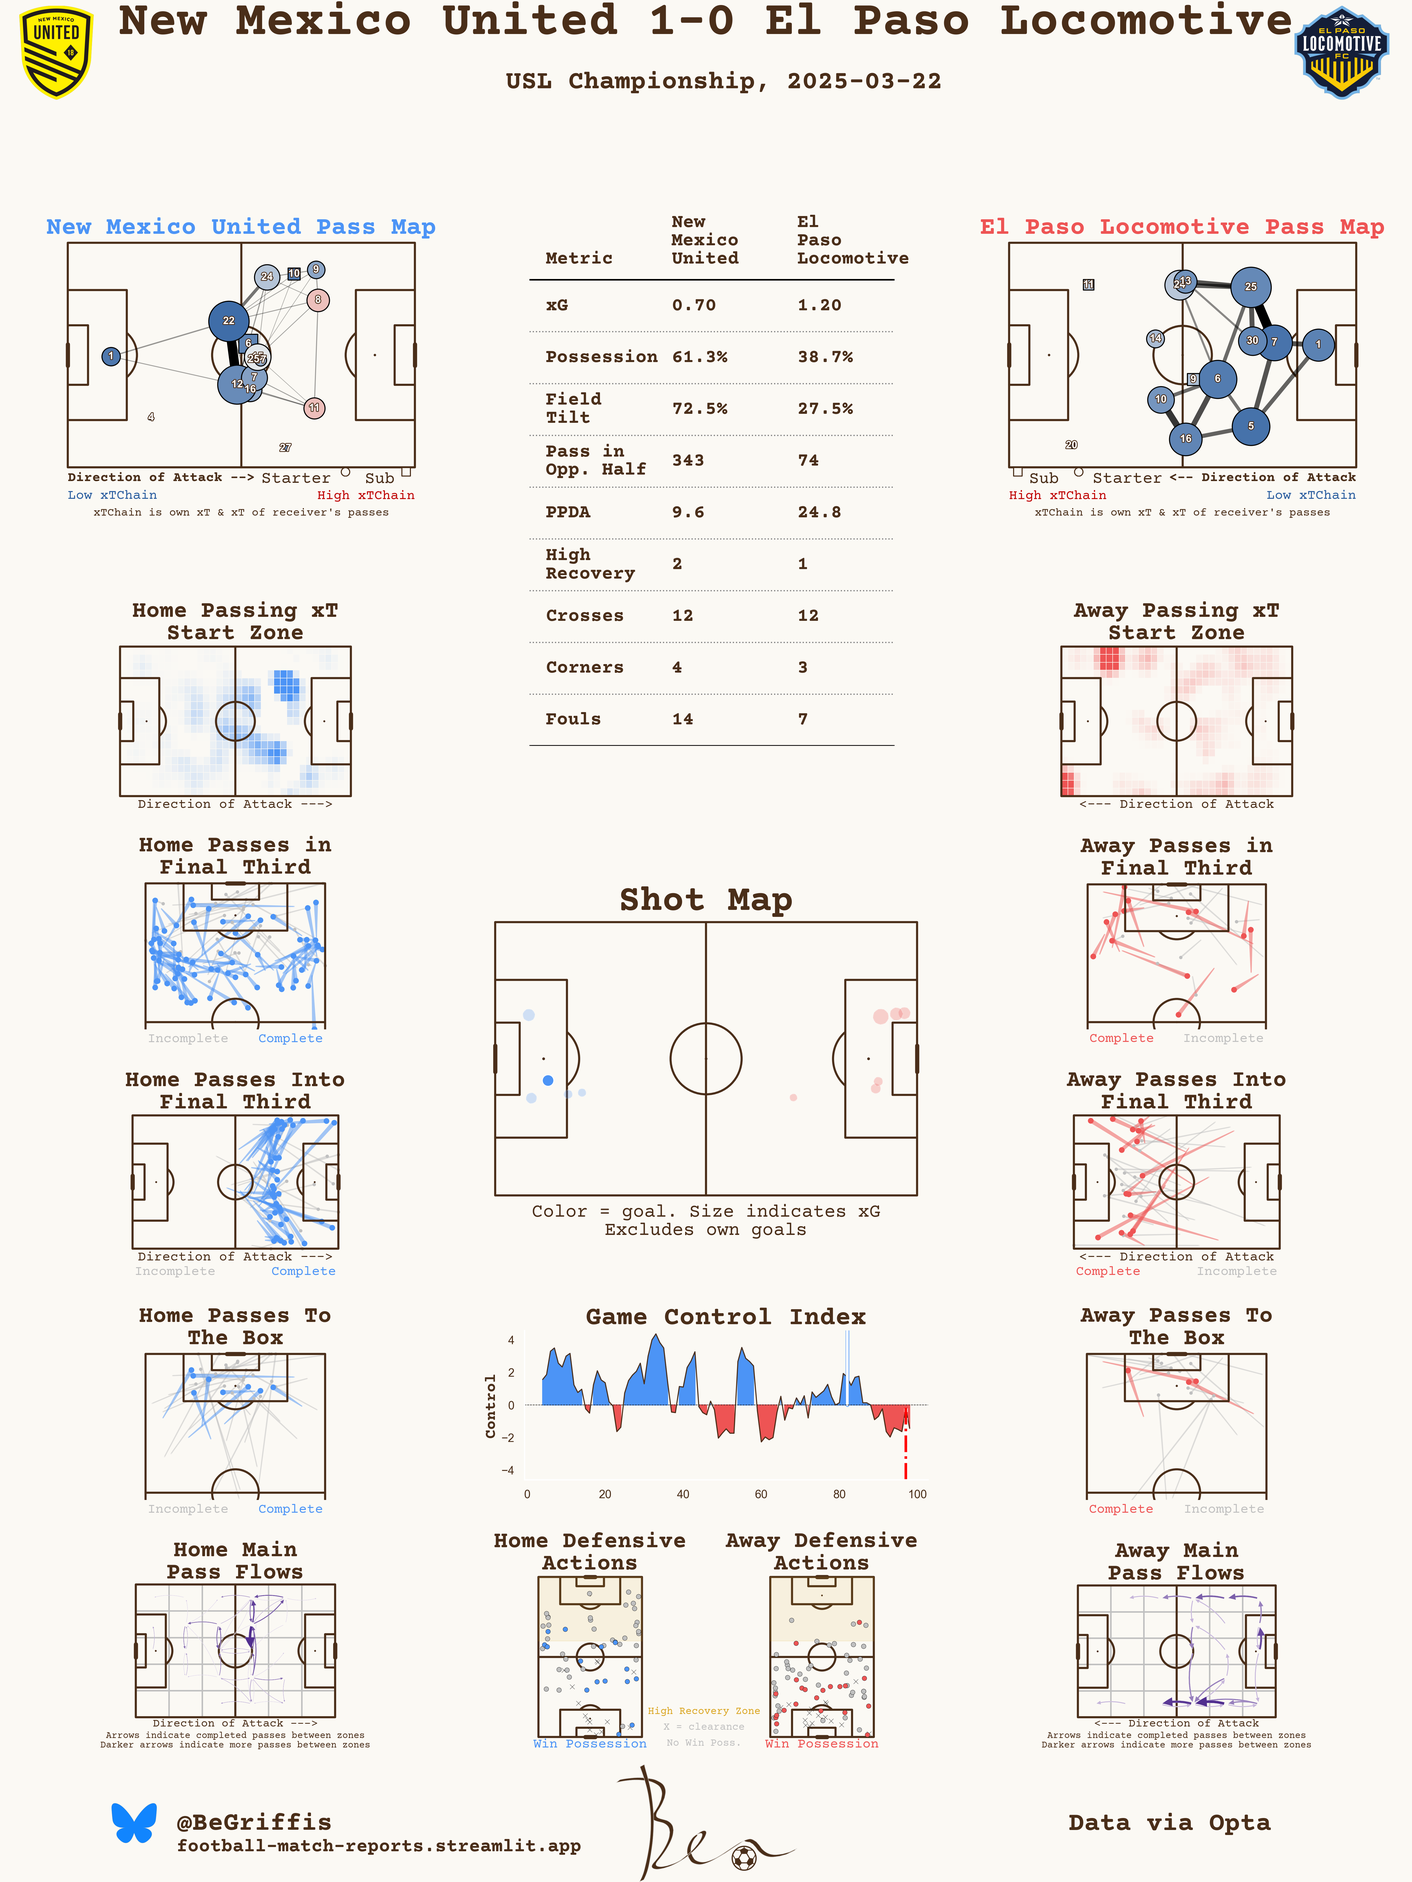 New Mexico United 1-0 El Paso Locomotive
USL Championship, 2025-03-22
NEW MEXICO
UNITED
18
EL PASO
LOCOMOTIVE
FC
New Mexico United Pass Map
24
10
9
8
22
6
1
12
7
16
11
4
27
Direction of Attack --> Starter Sub
Low xTChain High xTChain
xTChain is own xT & xT of receiver's passes
Metric New Mexico United El Paso Locomotive
xG 0.70 1.20
Possession 61.3% 38.7%
Field Tilt 72.5% 27.5%
Pass in Opp. Half 343 74
PPDA 9.6 24.8
High Recovery 2 1
Crosses 12 12
Corners 4 3
Fouls 14 7
El Paso Locomotive Pass Map
11
24
13
25
14
30
7
1
9
6
10
5
16
20
Sub Starter <-- Direction of Attack
High xTChain Low xTChain
xTChain is own xT & xT of receiver's passes
Home Passing xT
Start Zone
Direction of Attack --->
Away Passing xT
Start Zone
<--- Direction of Attack
Home Passes in
Final Third
Incomplete Complete
Away Passes in
Final Third
Complete Incomplete
Shot Map
Color = goal. Size indicates xG
Excludes own goals
Home Passes Into
Final Third
Direction of Attack --->
Incomplete Complete
Away Passes Into
Final Third
<--- Direction of Attack
Complete Incomplete
Home Passes To
The Box
Incomplete Complete
Game Control Index
Control
4
2
0
−2
−4
0 20 40 60 80 100
Away Passes To
The Box
Complete Incomplete
Home Main
Pass Flows
Direction of Attack --->
Arrows indicate completed passes between zones
Darker arrows indicate more passes between zones
Home Defensive
Actions
Win Possession
High Recovery Zone
X = clearance
No Win Poss.
Away Defensive
Actions
Win Possession
Away Main
Pass Flows
<--- Direction of Attack
Arrows indicate completed passes between zones
Darker arrows indicate more passes between zones
@BeGriffis
football-match-reports.streamlit.app
Ben
Data via Opta